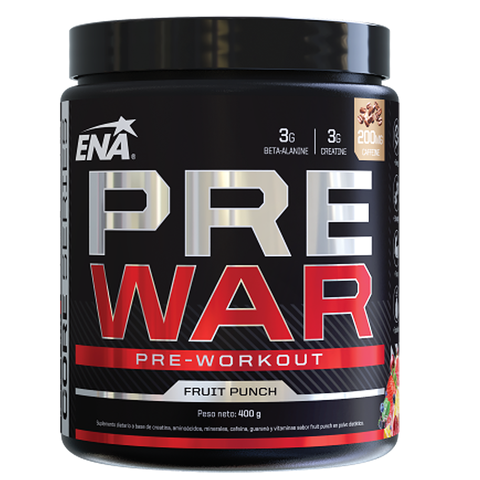 ENA®
3G BETA-ALANINE
3G CREATINE
200MG CAFFEINE
PRE
WAR
PRE-WORKOUT
FRUIT PUNCH
Peso neto: 400 g
Suplemento dietario a base de creatina, aminoácidos, minerales, cafeína, guaraná y vitaminas sabor fruit punch en polvo dietético.
CORE SERIES